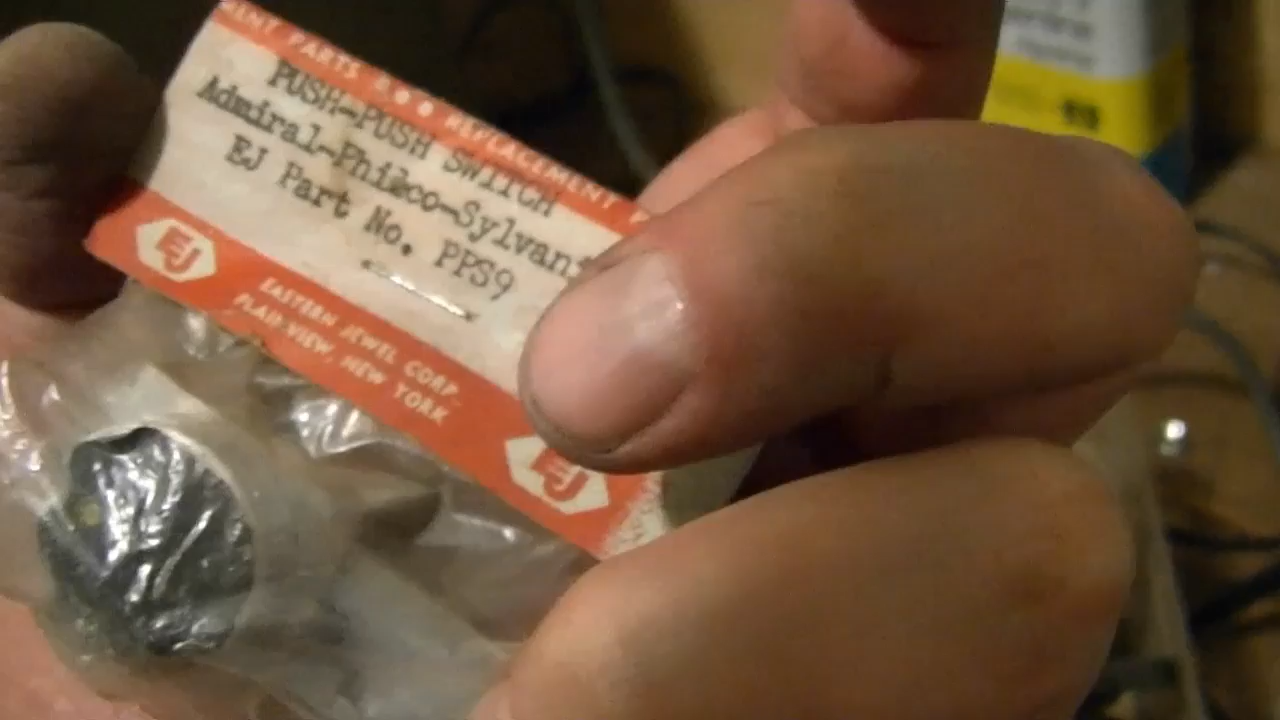 ENT PARTS REPLACEMENT P
PUSH-PUSH SWITCH
Admiral-Philco-Sylvani
EJ Part No. PPS9
EJ
EASTERN JEWEL CORP.
PLAINVIEW, NEW YORK
EJ